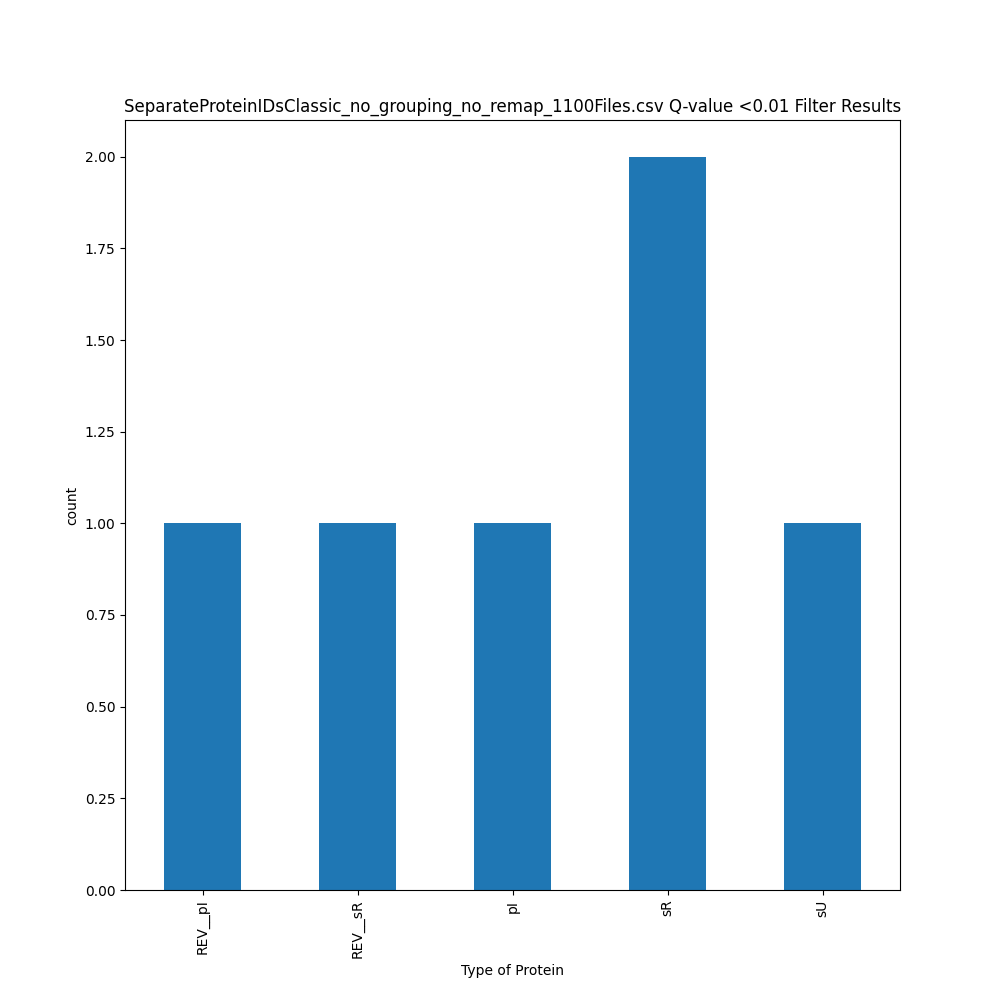 SeparateProteinIDsClassic_no_grouping_no_remap_1100Files.csv Q-value <0.01 Filter Results
2.00
1.75
1.50
1.25
1.00
0.75
0.50
0.25
0.00
count
REV__pI
REV__sR
pI
sR
sU
Type of Protein